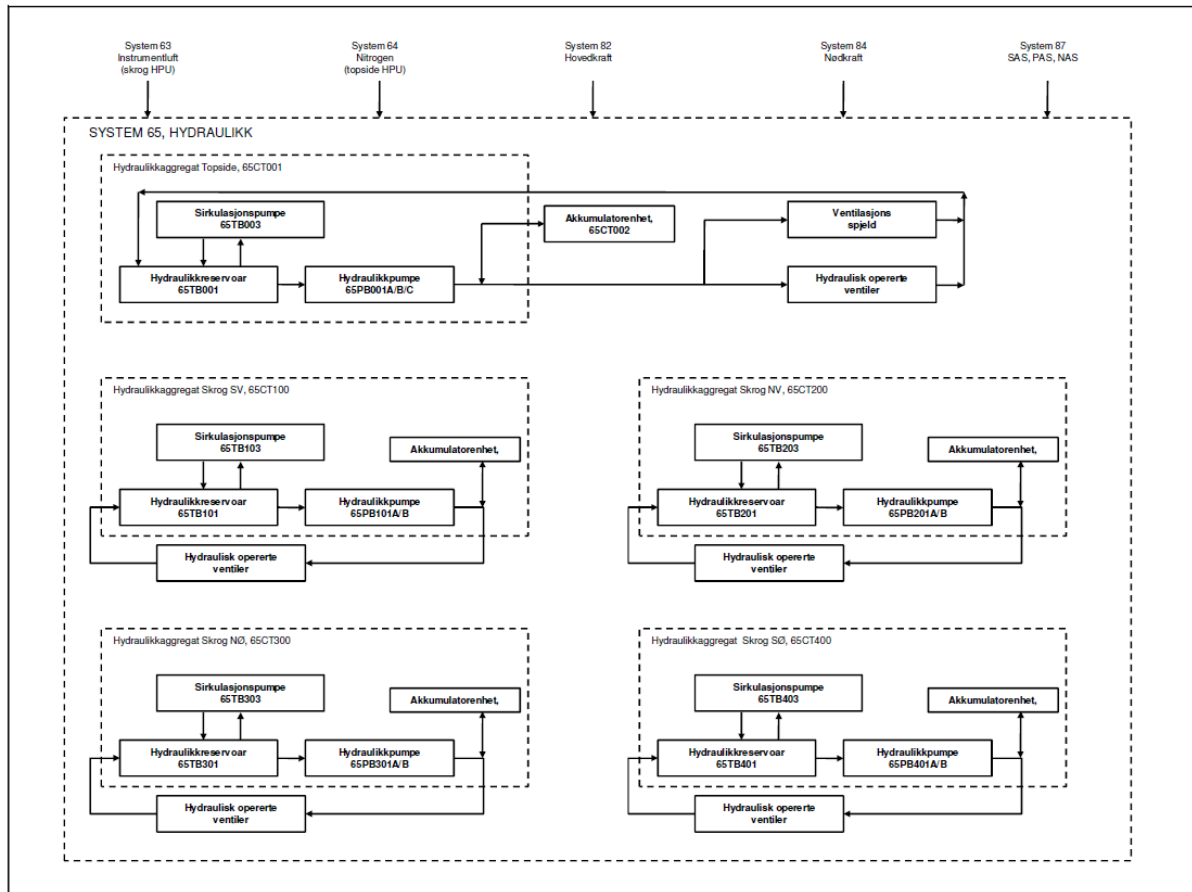 System 63
Instrumentluft
(skrog HPU)
System 64
Nitrogen
(topside HPU)
System 82
Hovedkraft
System 84
Nødkraft
System 87
SAS, PAS, NAS
SYSTEM 65, HYDRAULIKK
Hydraulikkaggregat Topside, 65CT001
Sirkulasjonspumpe
65TB003
Akkumulatorenhet,
65CT002
Ventilasjons
spjeld
Hydraulikkreservoar
65TB001
Hydraulikkpumpe
65PB001A/B/C
Hydraulisk opererte
ventiler
Hydraulikkaggregat Skrog SV, 65CT100
Sirkulasjonspumpe
65TB103
Akkumulatorenhet,
Hydraulikkreservoar
65TB101
Hydraulikkpumpe
65PB101A/B
Hydraulisk opererte
ventiler
Hydraulikkaggregat Skrog NV, 65CT200
Sirkulasjonspumpe
65TB203
Akkumulatorenhet,
Hydraulikkreservoar
65TB201
Hydraulikkpumpe
65PB201A/B
Hydraulisk opererte
ventiler
Hydraulikkaggregat Skrog NØ, 65CT300
Sirkulasjonspumpe
65TB303
Akkumulatorenhet,
Hydraulikkreservoar
65TB301
Hydraulikkpumpe
65PB301A/B
Hydraulisk opererte
ventiler
Hydraulikkaggregat Skrog SØ, 65CT400
Sirkulasjonspumpe
65TB403
Akkumulatorenhet,
Hydraulikkreservoar
65TB401
Hydraulikkpumpe
65PB401A/B
Hydraulisk opererte
ventiler